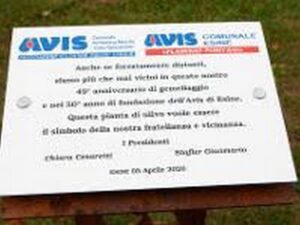 AVIS
AVIS COMUNALE
Anche se forzatamente distanti,
siamo più che mai vicini in questo nostro
49° anniversario di gemellaggio
e nel 50° anno di fondazione dell'Avis di Esine.
Questa pianta di ulivo vuole essere
il simbolo della nostra fratellanza e vicinanza.
I Presidenti
Chiara Cesaretti
Esine 05 Aprile 2020